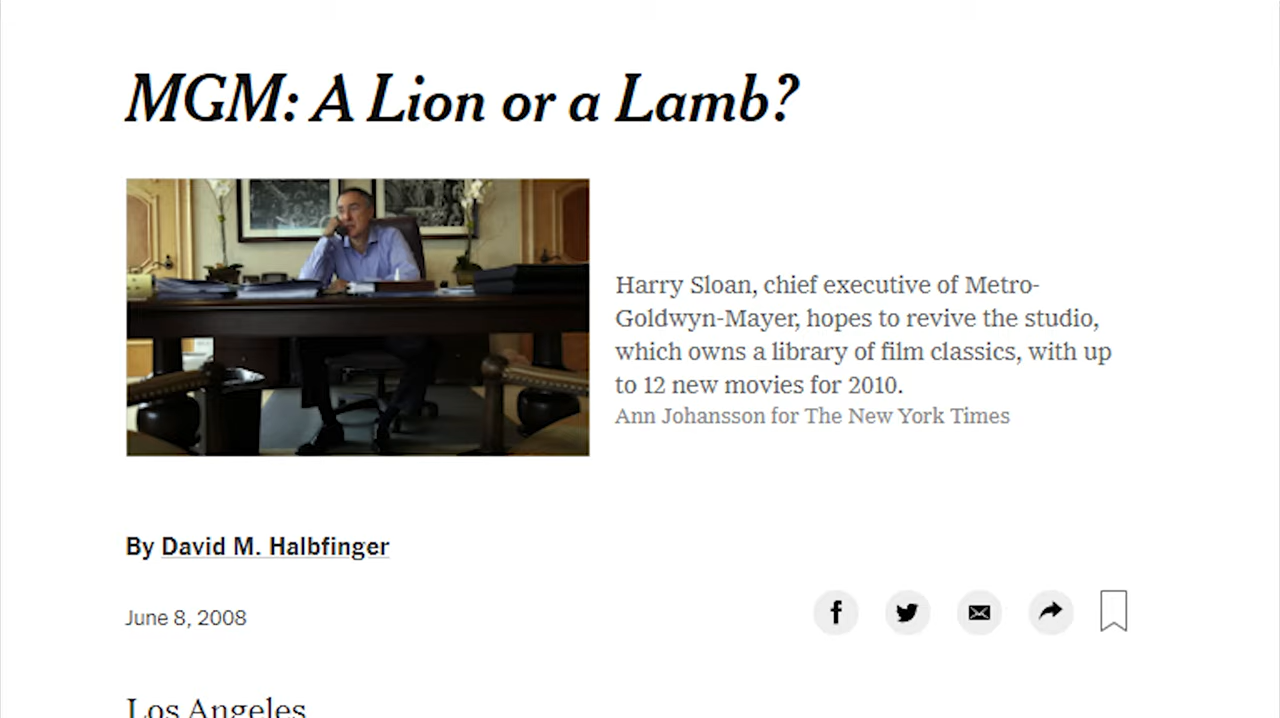 MGM: A Lion or a Lamb?
Harry Sloan, chief executive of Metro-
Goldwyn-Mayer, hopes to revive the studio,
which owns a library of film classics, with up
to 12 new movies for 2010.
Ann Johansson for The New York Times
By David M. Halbfinger
June 8, 2008
Los Angeles